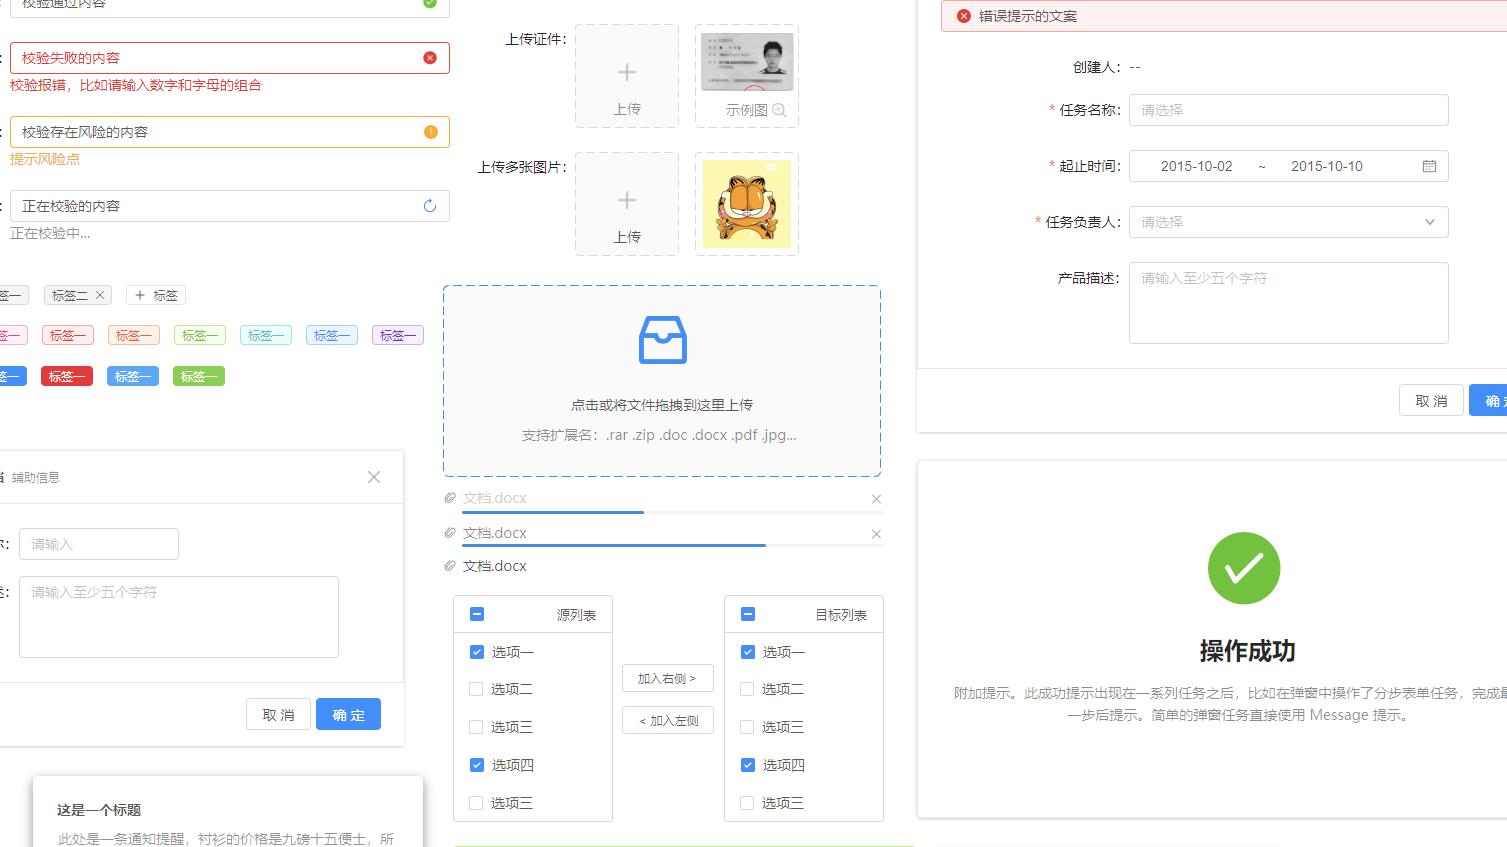 校验通过内容
校验失败的内容
校验报错，比如请输入数字和字母的组合
校验存在风险的内容
提示风险点
正在校验的内容
正在校验中...
签一
标签二
标签
签一
标签一
标签一
标签一
标签一
标签一
标签一
签一
标签一
标签一
标签一
辅助信息
请输入
请输入至少五个字符
取 消
确 定
这是一个标题
此处是一条通知提醒，衬衫的价格是九磅十五便士，所
上传证件：
上传
示例图
上传多张图片：
上传
点击或将文件拖拽到这里上传
支持扩展名：.rar .zip .doc .docx .pdf .jpg...
文档.docx
文档.docx
文档.docx
源列表
选项一
选项二
选项三
选项四
选项三
加入右侧 >
< 加入左侧
目标列表
选项一
选项二
选项三
选项四
选项三
错误提示的文案
创建人：--
* 任务名称：
请选择
* 起止时间：
2015-10-02 ~ 2015-10-10
* 任务负责人：
请选择
产品描述：
请输入至少五个字符
取 消
确
操作成功
附加提示。此成功提示出现在一系列任务之后，比如在弹窗中操作了分步表单任务，完成最
一步后提示。简单的弹窗任务直接使用 Message 提示。